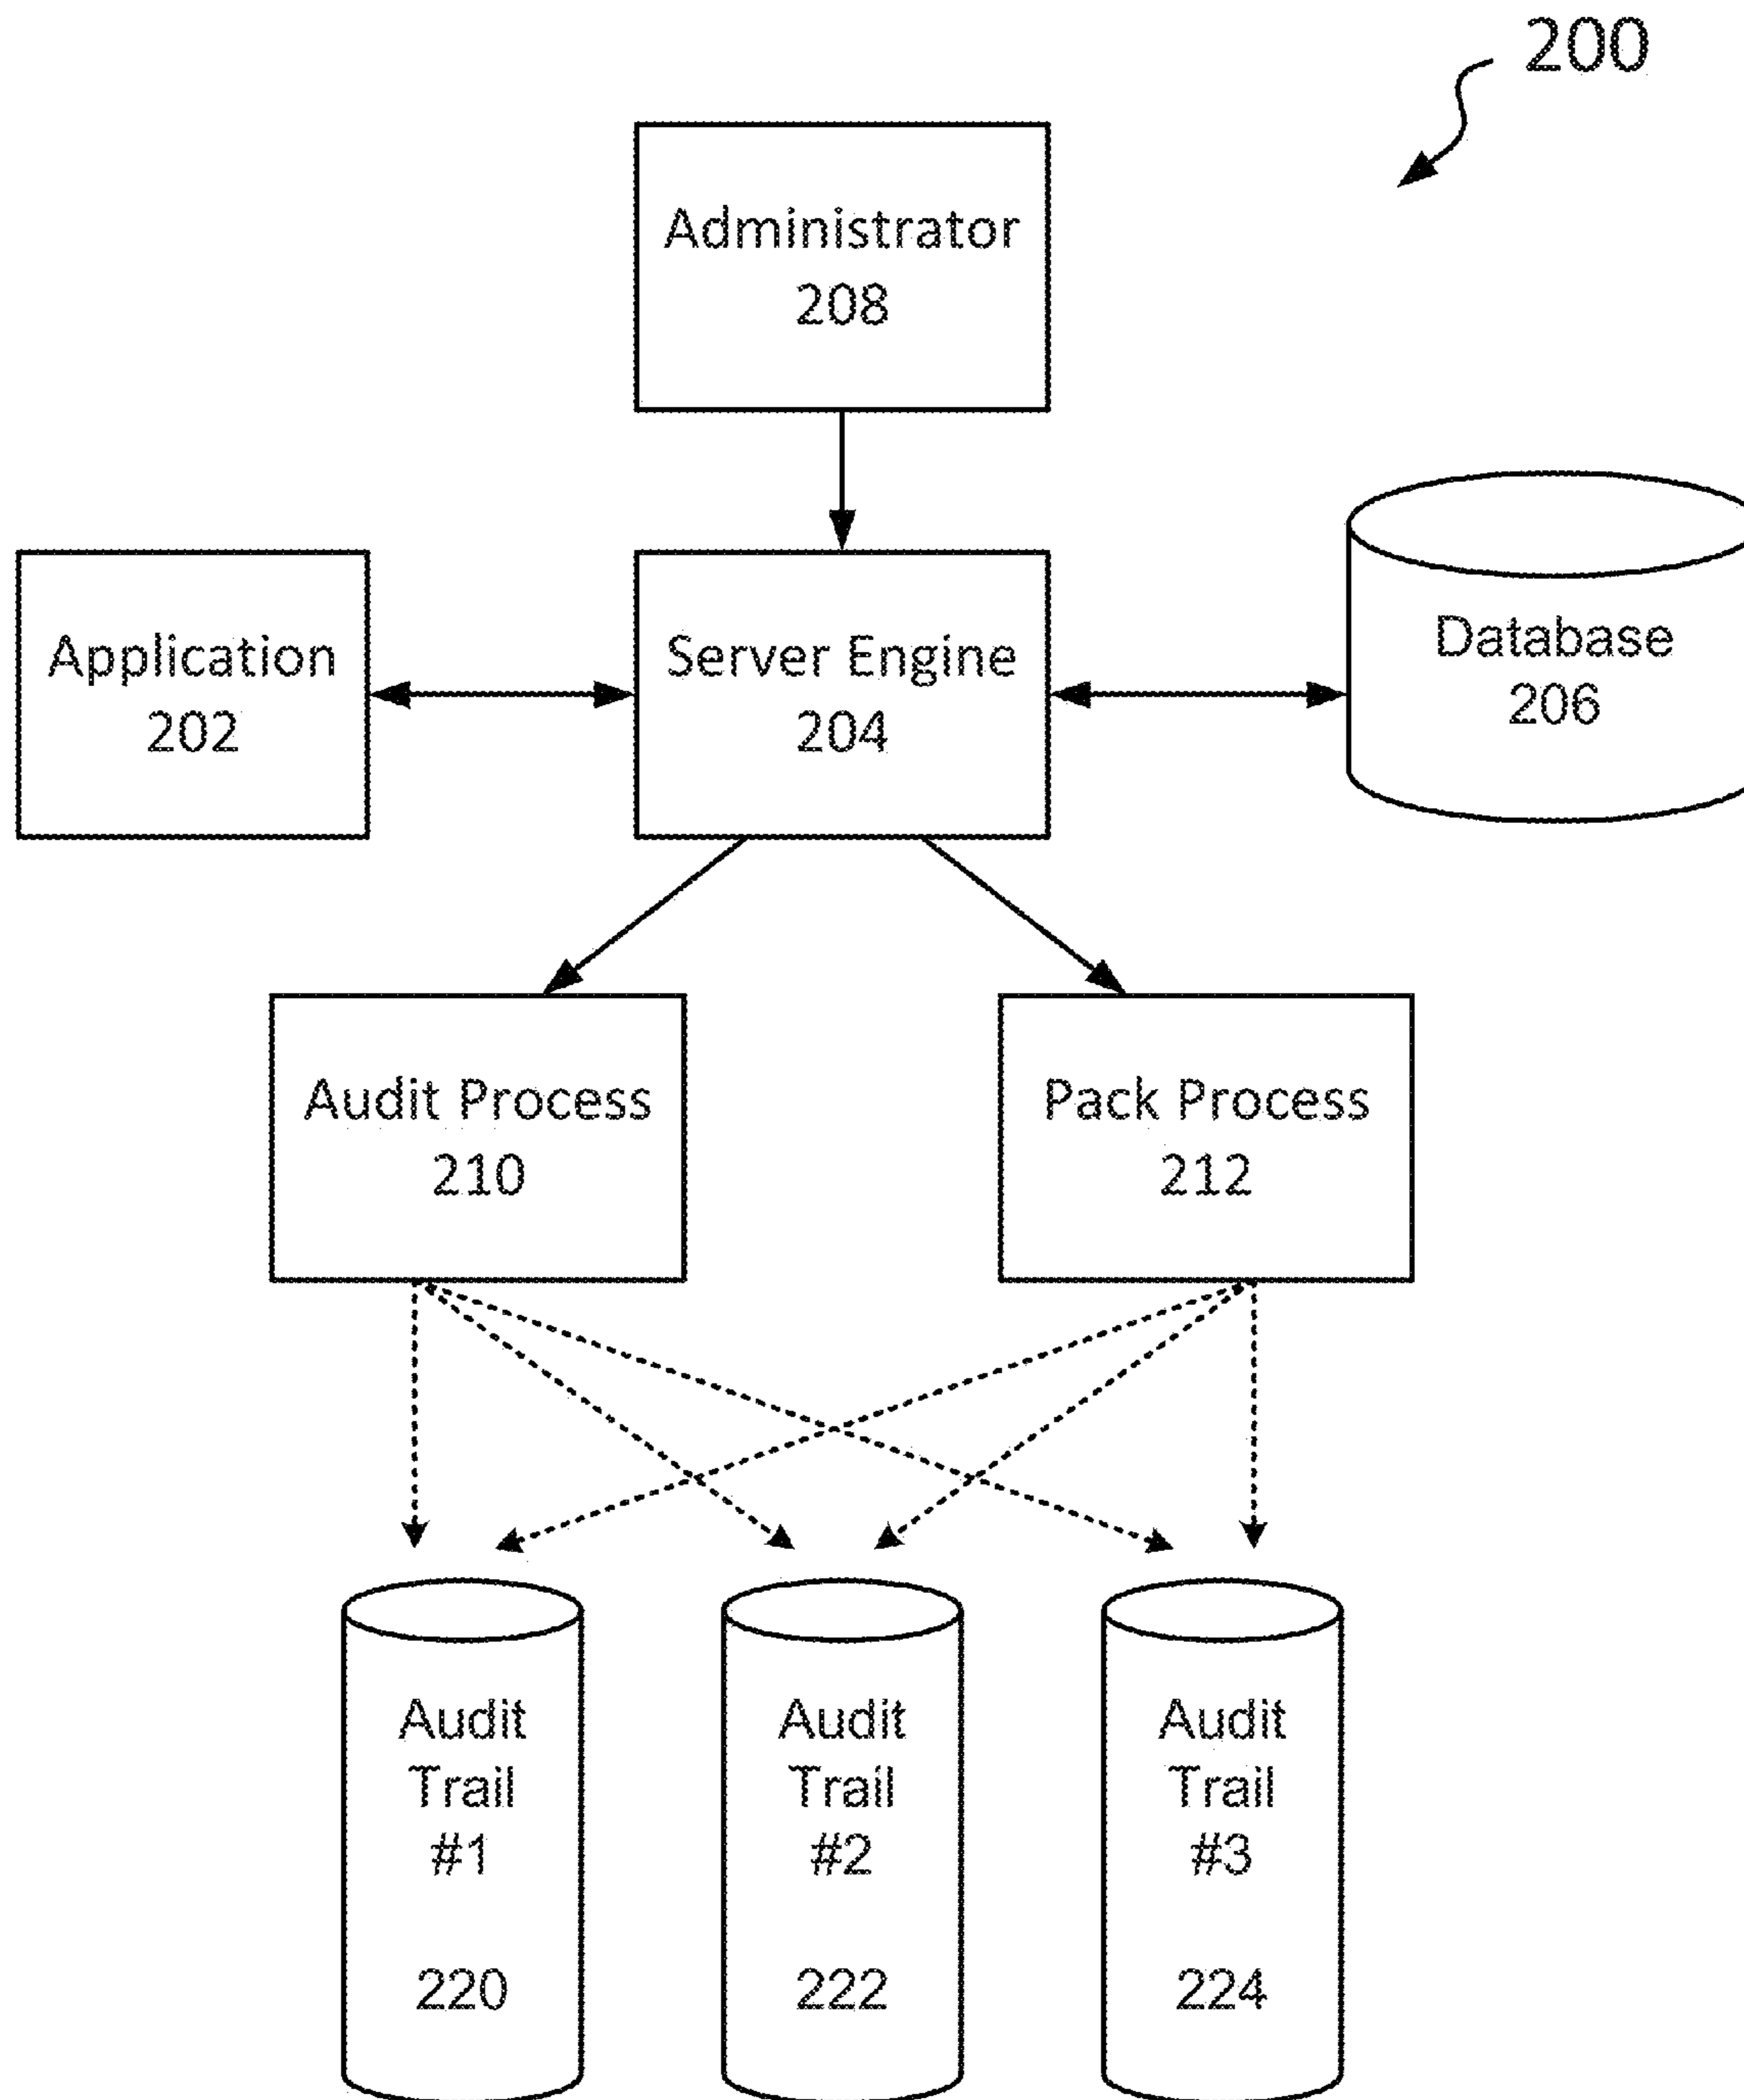 200
Administrator
208
Application
202
Server Engine
204
Database
206
Audit Process
210
Pack Process
212
Audit
Trail
#1
220
Audit
Trail
#2
222
Audit
Trail
#3
224